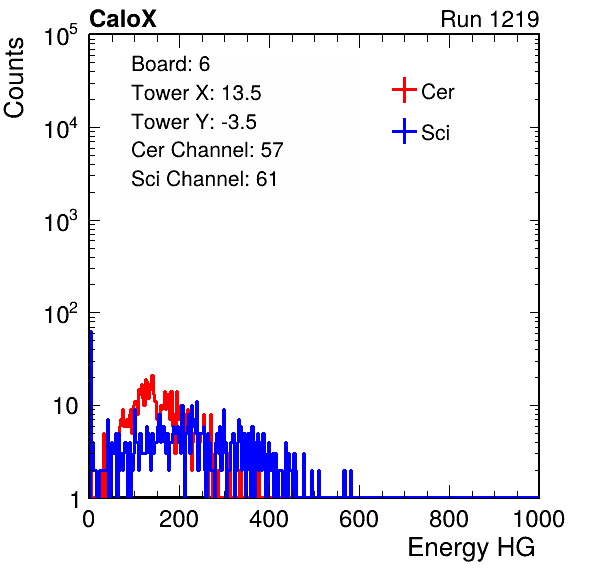 CaloX Run 1219
Counts
Board: 6
Tower X: 13.5
Tower Y: -3.5
Cer Channel: 57
Sci Channel: 61
Cer
Sci
10^5
10^4
10^3
10^2
10
1
0 200 400 600 800 1000
Energy HG